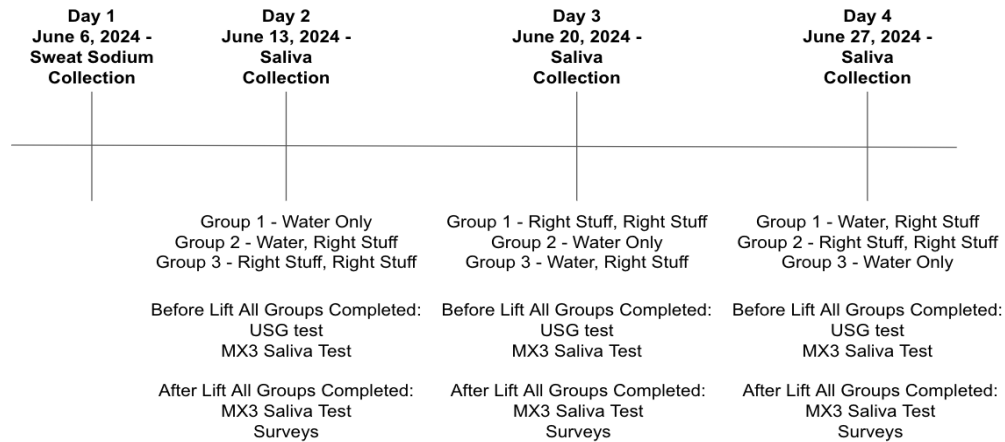 Day 1
June 6, 2024 -
Sweat Sodium
Collection
Day 2
June 13, 2024 -
Saliva
Collection
Day 3
June 20, 2024 -
Saliva
Collection
Day 4
June 27, 2024 -
Saliva
Collection
Group 1 - Water Only
Group 2 - Water, Right Stuff
Group 3 - Right Stuff, Right Stuff
Before Lift All Groups Completed:
USG test
MX3 Saliva Test
After Lift All Groups Completed:
MX3 Saliva Test
Surveys
Group 1 - Right Stuff, Right Stuff
Group 2 - Water Only
Group 3 - Water, Right Stuff
Before Lift All Groups Completed:
USG test
MX3 Saliva Test
After Lift All Groups Completed:
MX3 Saliva Test
Surveys
Group 1 - Water, Right Stuff
Group 2 - Right Stuff, Right Stuff
Group 3 - Water Only
Before Lift All Groups Completed:
USG test
MX3 Saliva Test
After Lift All Groups Completed:
MX3 Saliva Test
Surveys